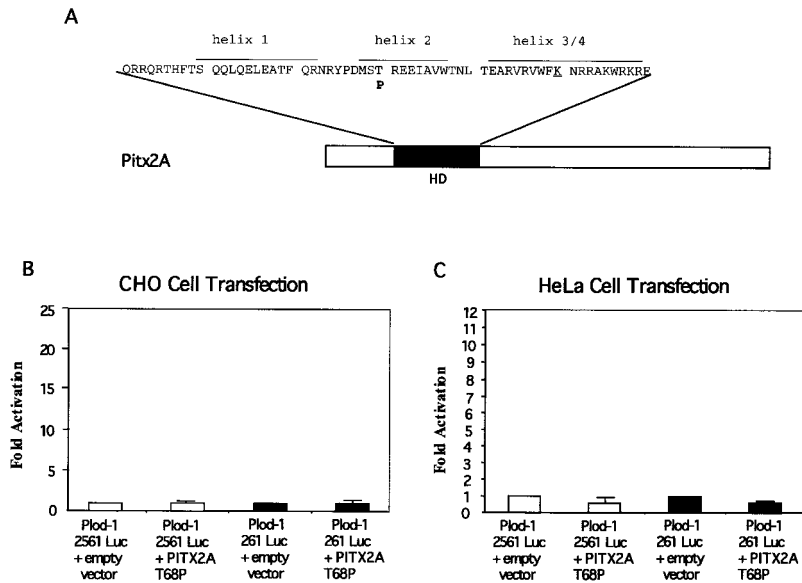 A
helix 1 helix 2 helix 3/4
QRRQRTHFTS QQLQELEATF QRNRYPDMST REEIAVWTNL TEARVRVWFK NRRAKWRKRE
P
Pitx2A
HD
B
CHO Cell Transfection
Fold Activation
25
20
15
10
5
0
Plod-1 2561 Luc + empty vector
Plod-1 2561 Luc + PITX2A T68P
Plod-1 261 Luc + empty vector
Plod-1 261 Luc + PITX2A T68P
C
HeLa Cell Transfection
Fold Activation
12
11
10
9
8
7
6
5
4
3
2
1
0
Plod-1 2561 Luc + empty vector
Plod-1 2561 Luc + PITX2A T68P
Plod-1 261 Luc + empty vector
Plod-1 261 Luc + PITX2A T68P